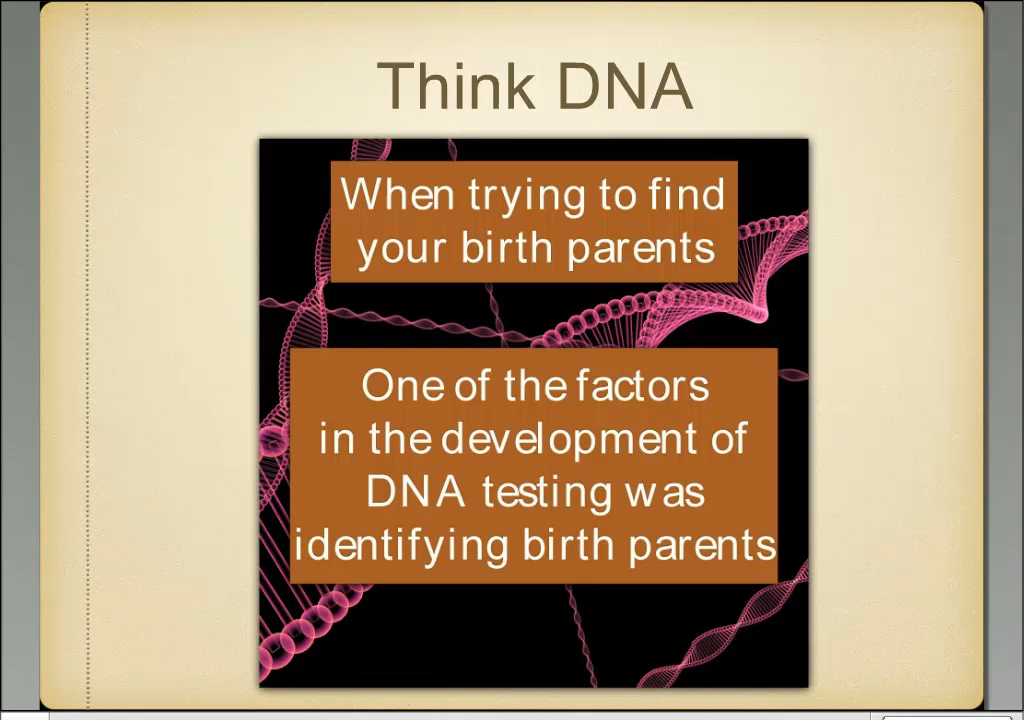 Think DNA
When trying to find
your birth parents
One of the factors
in the development of
DNA testing was
identifying birth parents